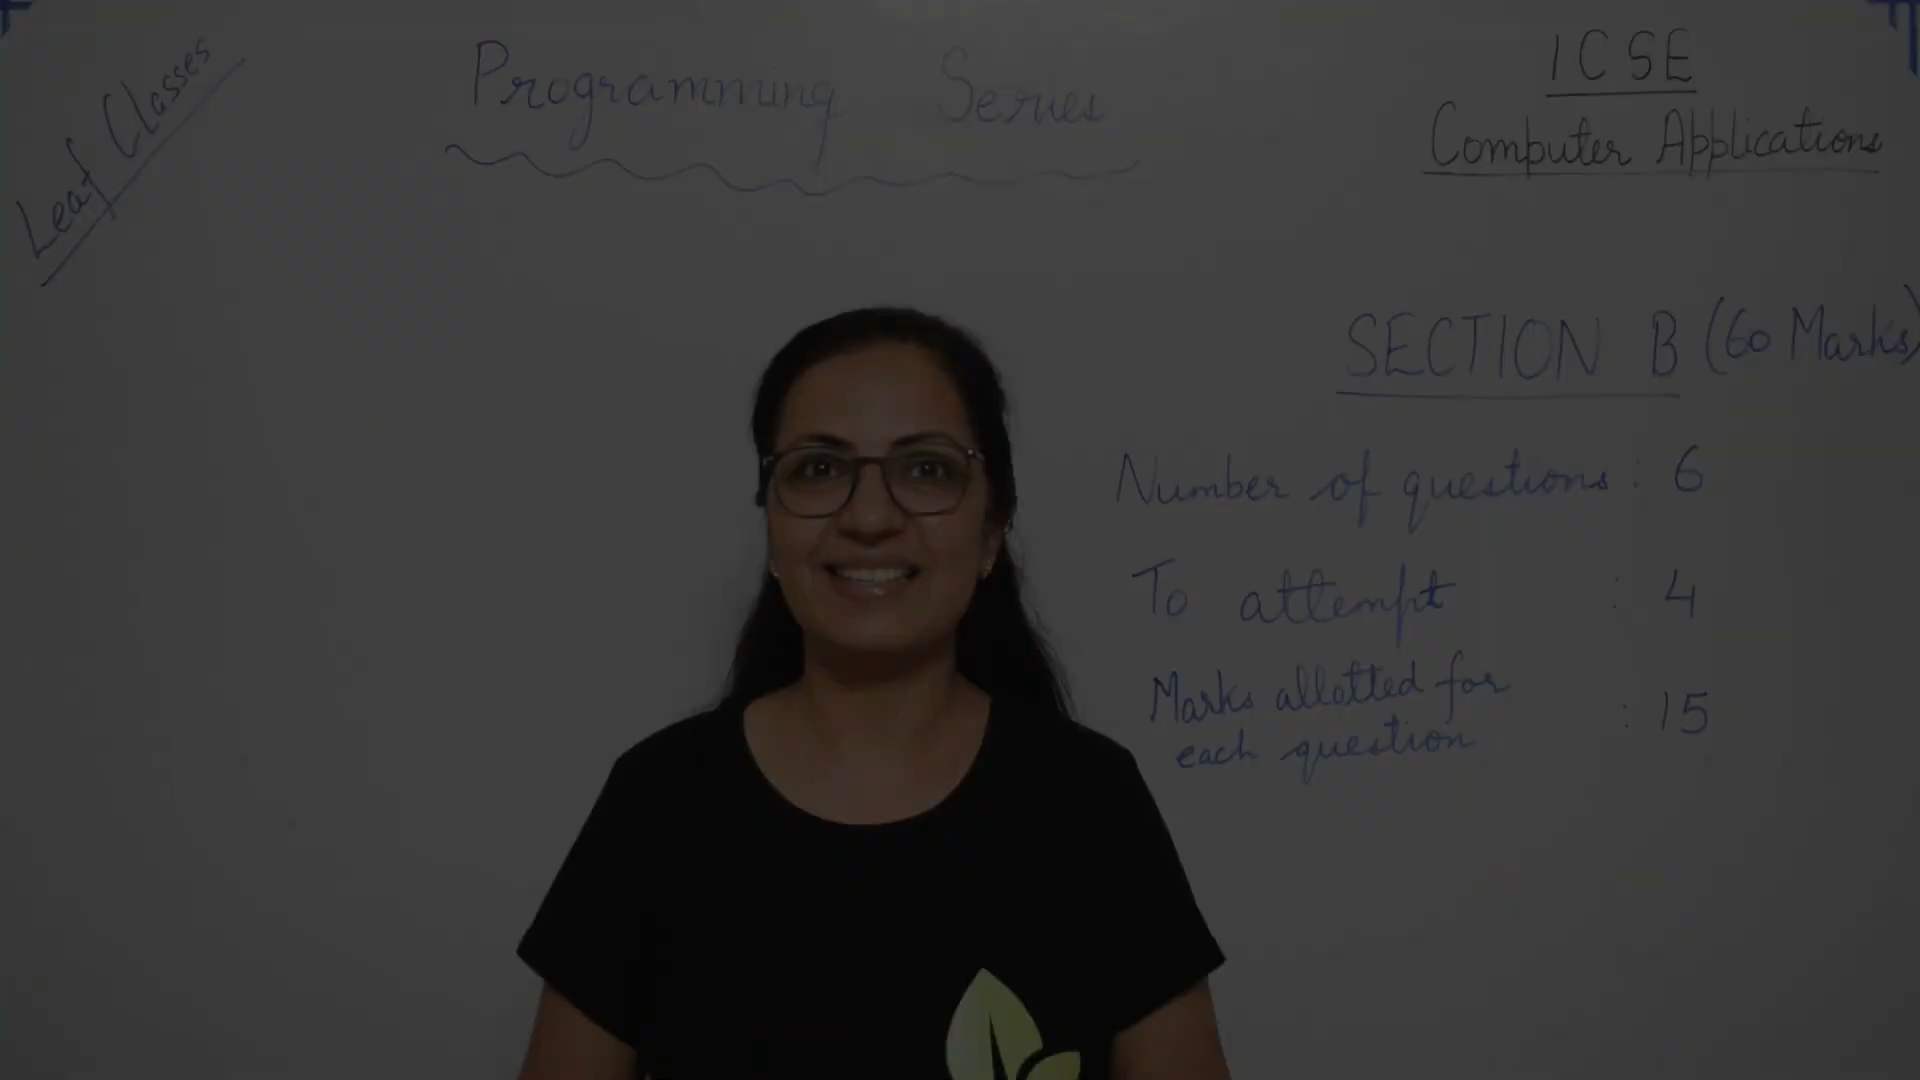 Leaf Classes
Programming Series
ICSE
Computer Applications
SECTION B (60 Marks)
Number of questions : 6
To attempt : 4
Marks allotted for
each question : 15